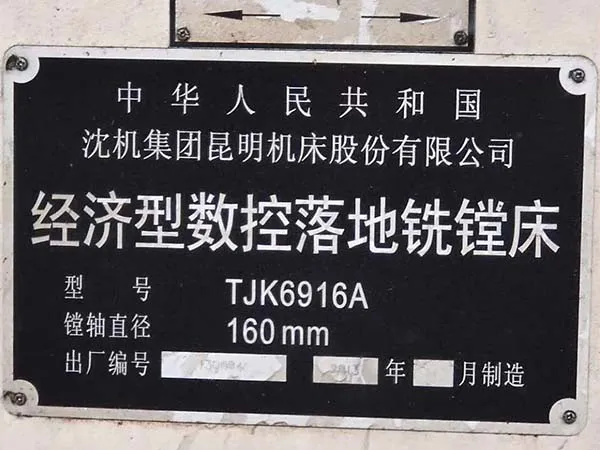 中华人民共和国
沈机集团昆明机床股份有限公司
经济型数控落地铣镗床
型号 TJK6916A
镗轴直径 160mm
出厂编号 2013 年 月制造